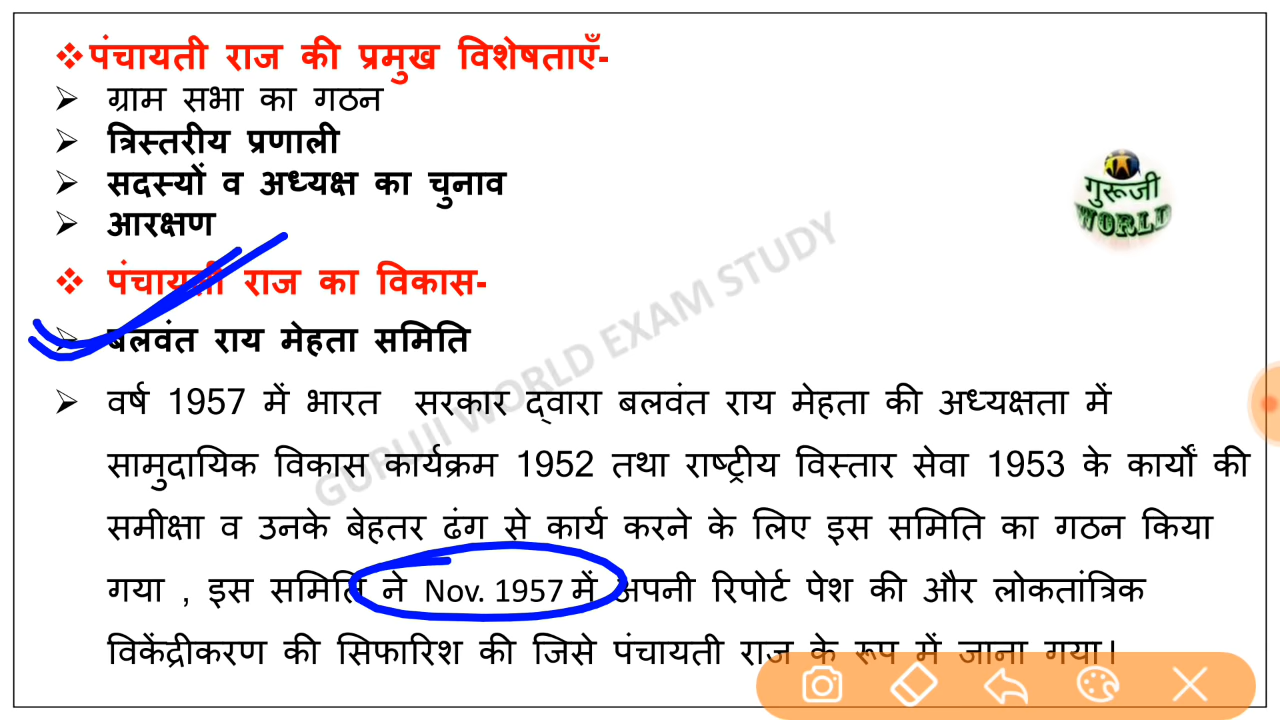 ❖पंचायती राज की प्रमुख विशेषताएँ-
➢ ग्राम सभा का गठन
➢ त्रिस्तरीय प्रणाली
➢ सदस्यों व अध्यक्ष का चुनाव
➢ आरक्षण
❖ पंचायती राज का विकास-
➢ बलवंत राय मेहता समिति
➢ वर्ष 1957 में भारत सरकार द्वारा बलवंत राय मेहता की अध्यक्षता में
सामुदायिक विकास कार्यक्रम 1952 तथा राष्ट्रीय विस्तार सेवा 1953 के कार्यों की
समीक्षा व उनके बेहतर ढंग से कार्य करने के लिए इस समिति का गठन किया
गया , इस समिति ने Nov. 1957 में अपनी रिपोर्ट पेश की और लोकतांत्रिक
विकेंद्रीकरण की सिफारिश की जिसे पंचायती राज के रूप में जाना गया।
गुरूजी
WORLD
GURUJI WORLD EXAM STUDY